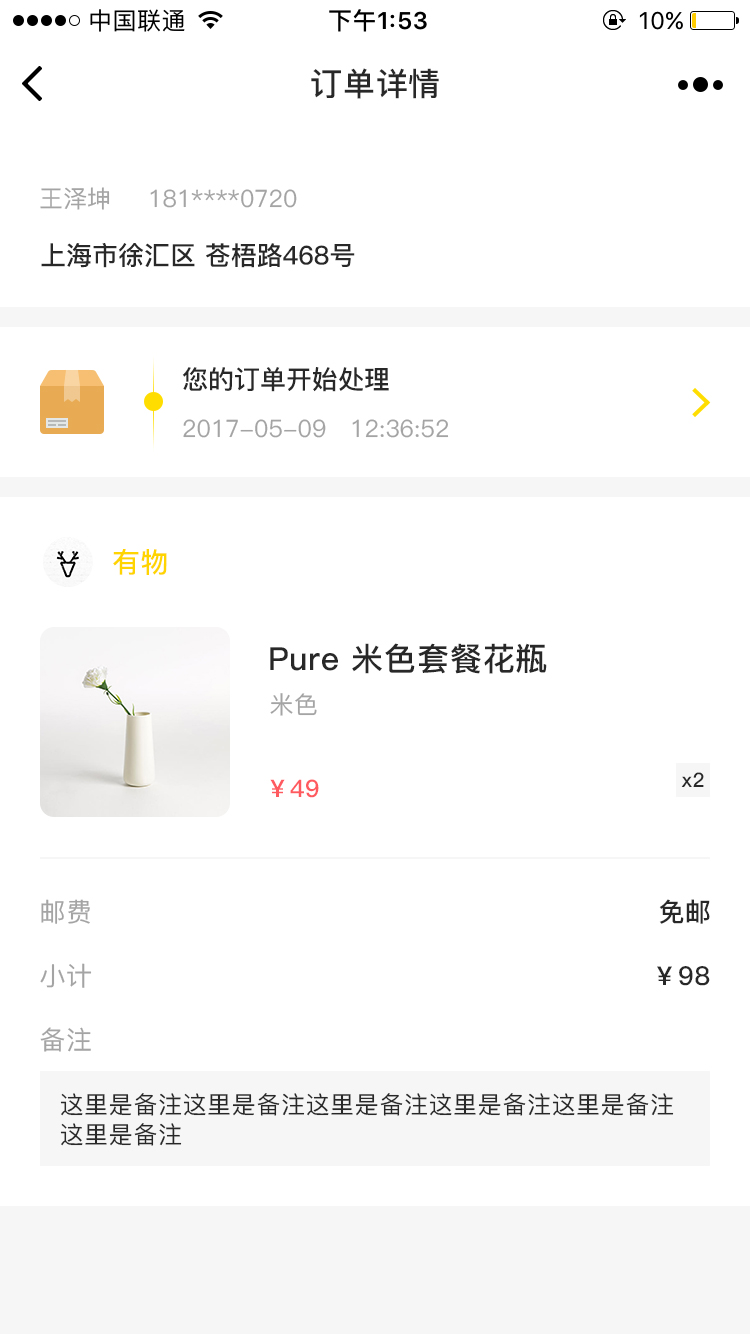 中国联通 下午1:53 10%
订单详情
王泽坤 181****0720
上海市徐汇区 苍梧路468号
您的订单开始处理
2017-05-09 12:36:52
有物
Pure 米色套餐花瓶
米色
¥49 x2
邮费 免邮
小计 ¥98
备注
这里是备注这里是备注这里是备注这里是备注这里是备注
这里是备注